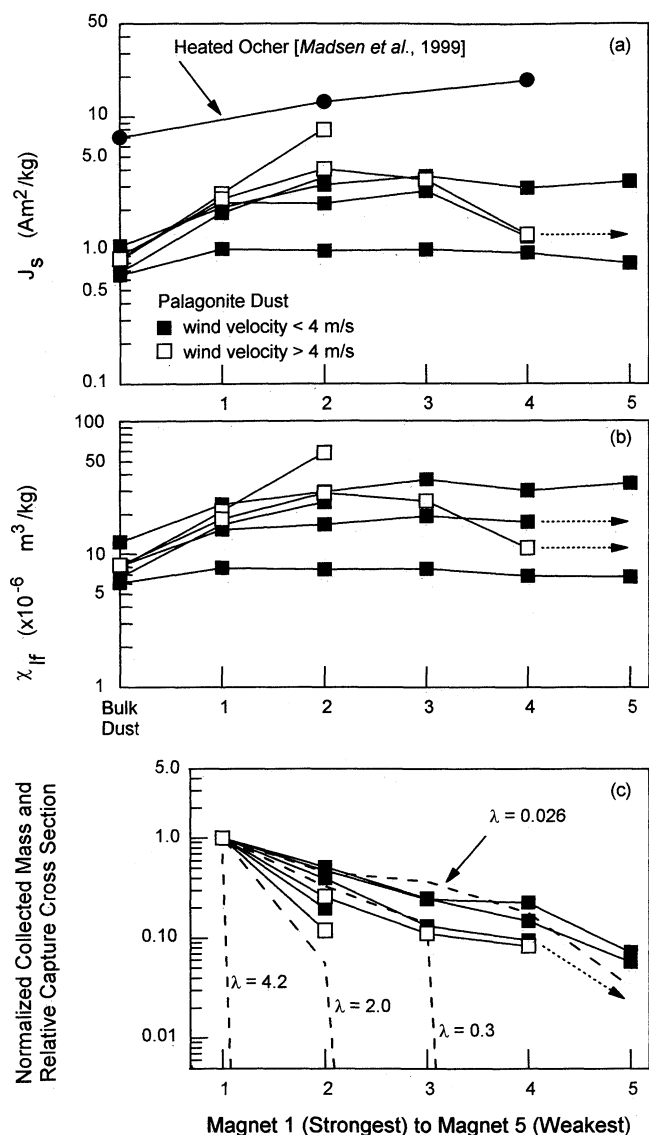 50
(a)
Heated Ocher [Madsen et al., 1999]
10
5.0
1.0
0.5
0.1
J_s (Am²/kg)
Palagonite Dust
wind velocity < 4 m/s
wind velocity > 4 m/s
1 2 3 4 5
100
(b)
50
10
5
1
χ_lf (x10⁻⁶ m³/kg)
Bulk
Dust
1 2 3 4 5
5.0
(c)
1.0
0.10
0.01
Normalized Collected Mass and
Relative Capture Cross Section
λ = 0.026
λ = 4.2
λ = 2.0
λ = 0.3
1 2 3 4 5
Magnet 1 (Strongest) to Magnet 5 (Weakest)